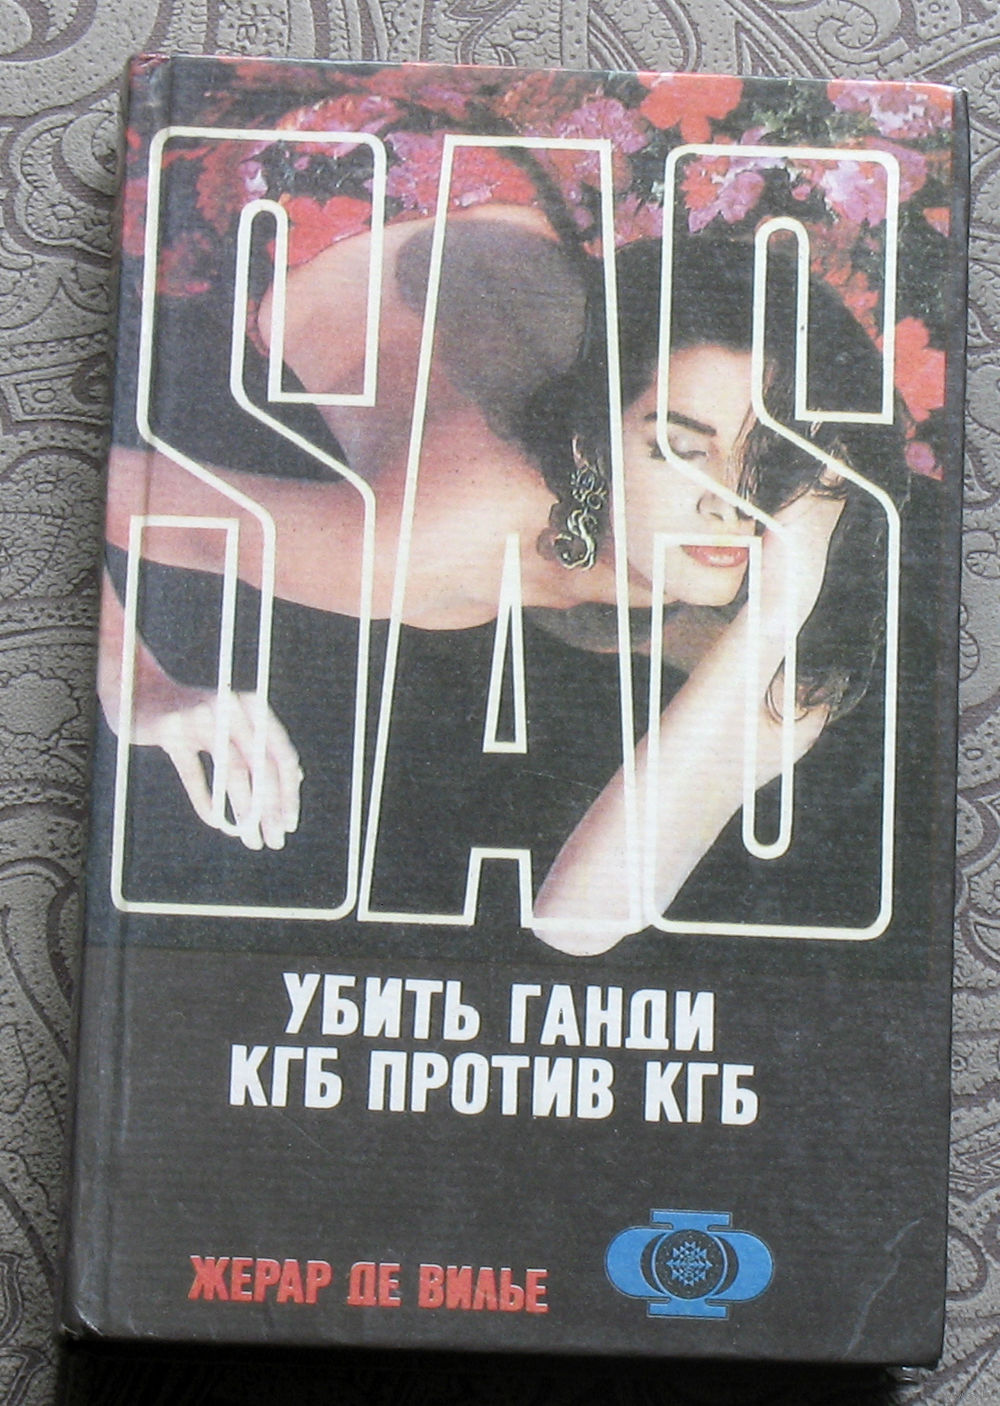 SAS
УБИТЬ ГАНДИ
КГБ ПРОТИВ КГБ
ЖЕРАР ДЕ ВИЛЬЕ